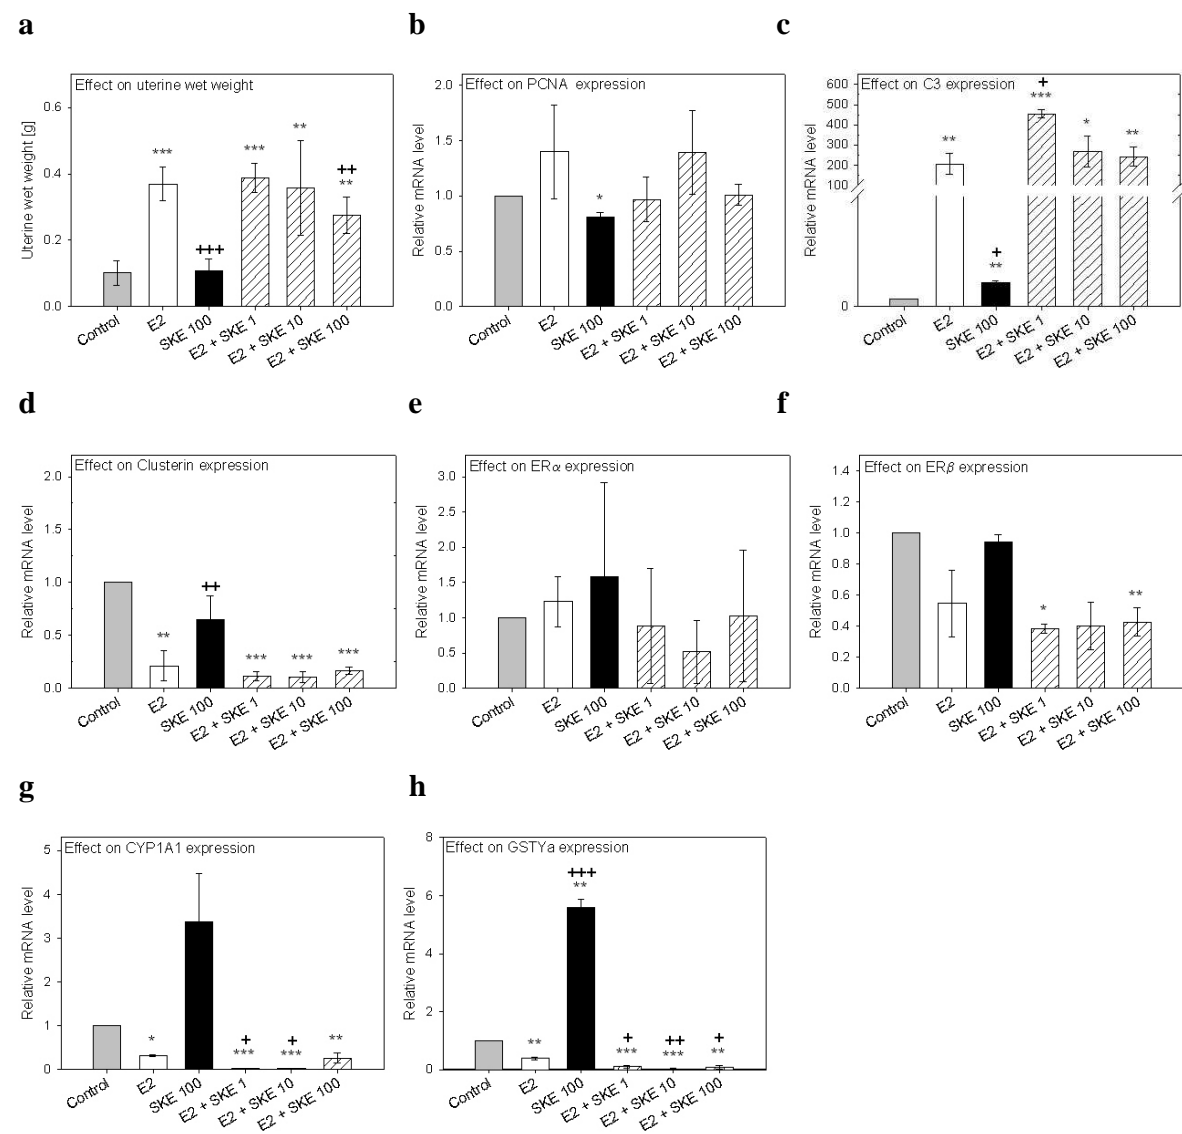 a
Effect on uterine wet weight
Uterine wet weight [g]
0.6
0.4
0.2
0.0
***
+++
***
**
++
**
Control
E2
SKE 100
E2 + SKE 1
E2 + SKE 10
E2 + SKE 100
b
Effect on PCNA expression
Relative mRNA level
2.0
1.5
1.0
0.5
0.0
*
Control
E2
SKE 100
E2 + SKE 1
E2 + SKE 10
E2 + SKE 100
c
Effect on C3 expression
Relative mRNA level
600
500
400
300
200
100
0
**
+
**
+
***
*
**
Control
E2
SKE 100
E2 + SKE 1
E2 + SKE 10
E2 + SKE 100
d
Effect on Clusterin expression
Relative mRNA level
2.0
1.5
1.0
0.5
0.0
**
++
***
***
***
Control
E2
SKE 100
E2 + SKE 1
E2 + SKE 10
E2 + SKE 100
e
Effect on ERα expression
Relative mRNA level
3.0
2.5
2.0
1.5
1.0
0.5
0.0
Control
E2
SKE 100
E2 + SKE 1
E2 + SKE 10
E2 + SKE 100
f
Effect on ERβ expression
Relative mRNA level
1.4
1.2
1.0
0.8
0.6
0.4
0.2
0.0
*
**
Control
E2
SKE 100
E2 + SKE 1
E2 + SKE 10
E2 + SKE 100
g
Effect on CYP1A1 expression
Relative mRNA level
5
4
3
2
1
0
*
+
***
+
***
**
Control
E2
SKE 100
E2 + SKE 1
E2 + SKE 10
E2 + SKE 100
h
Effect on GSTYa expression
Relative mRNA level
8
6
4
2
0
**
+++
**
+
***
++
***
+
**
Control
E2
SKE 100
E2 + SKE 1
E2 + SKE 10
E2 + SKE 100